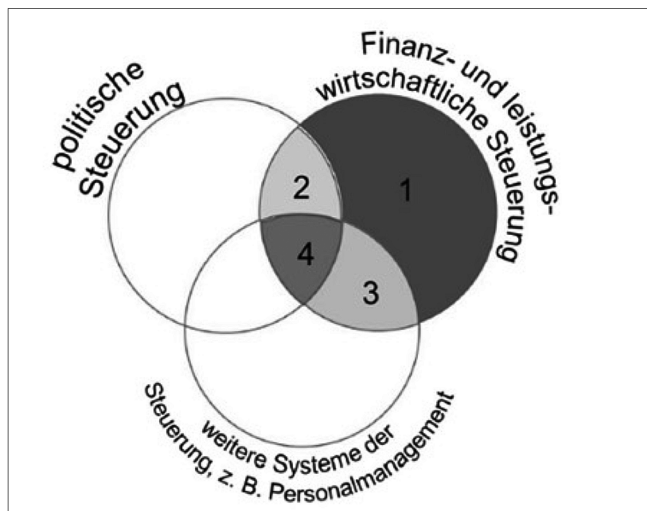 politische
Steuerung
Finanz- und leistungs-
wirtschaftliche Steuerung
2
1
4
3
weitere Systeme der
Steuerung, z. B. Personalmanagement